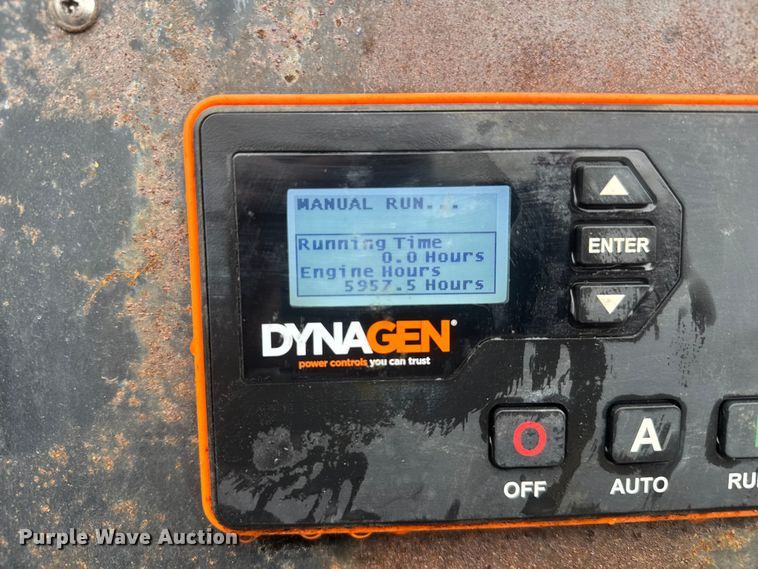 MANUAL RUN...
Running Time
0.0 Hours
Engine Hours
5957.5 Hours
ENTER
DYNAGEN®
power controls you can trust
O
A
OFF
AUTO
RU
Purple Wave Auction